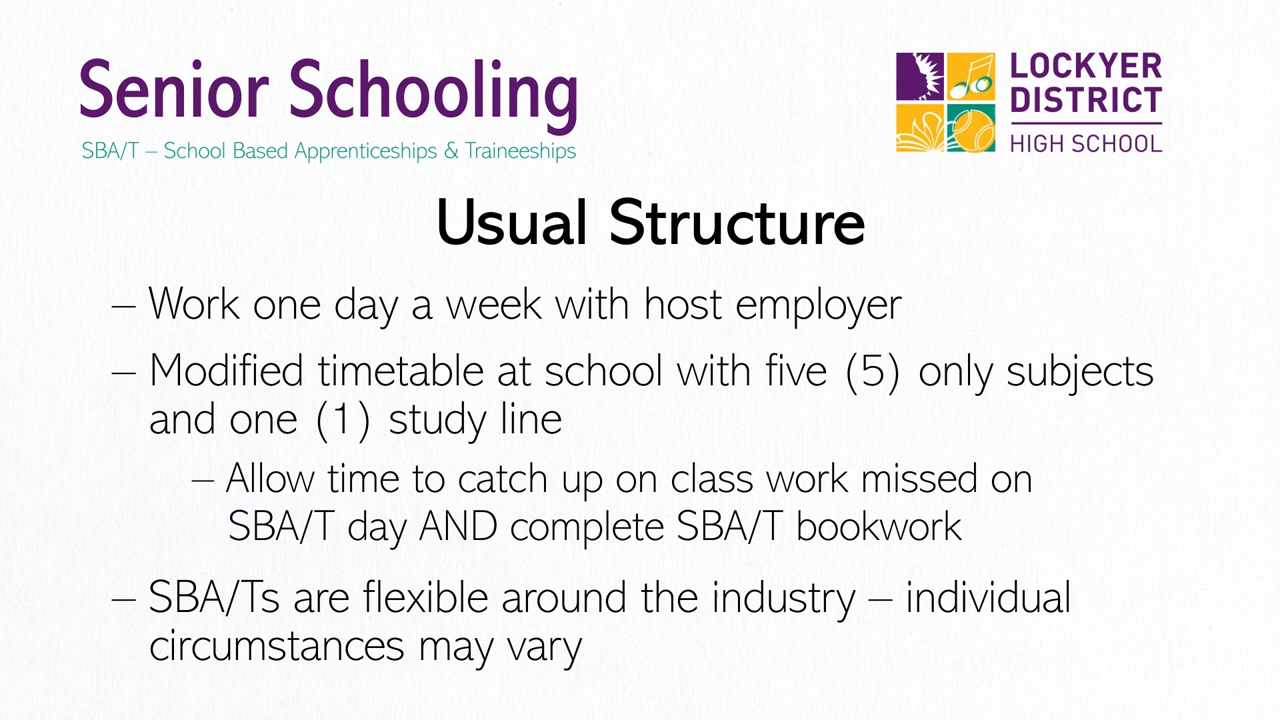 Senior Schooling
SBA/T – School Based Apprenticeships & Traineeships
LOCKYER
DISTRICT
HIGH SCHOOL
Usual Structure
– Work one day a week with host employer
– Modified timetable at school with five (5) only subjects
and one (1) study line
– Allow time to catch up on class work missed on
SBA/T day AND complete SBA/T bookwork
– SBA/Ts are flexible around the industry – individual
circumstances may vary